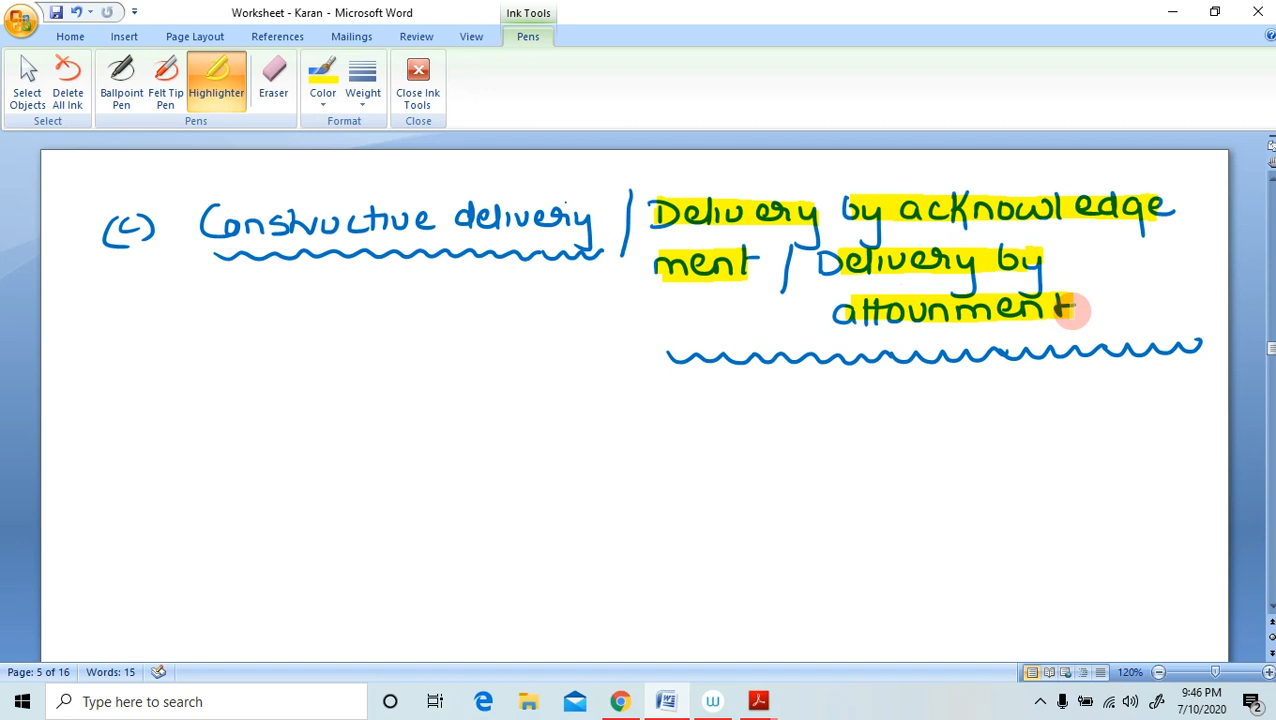 Worksheet - Karan - Microsoft Word
Ink Tools
Home Insert Page Layout References Mailings Review View Pens
Select Objects
Delete All Ink
Ballpoint Pen
Felt Tip Pen
Highlighter
Eraser
Color
Weight
Close Ink Tools
Select Pens Format Close
(c) Constructive delivery / Delivery by acknowledge
ment / Delivery by
attounment
Page: 5 of 16 Words: 15 120%
Type here to search
9:46 PM
7/10/2020
2